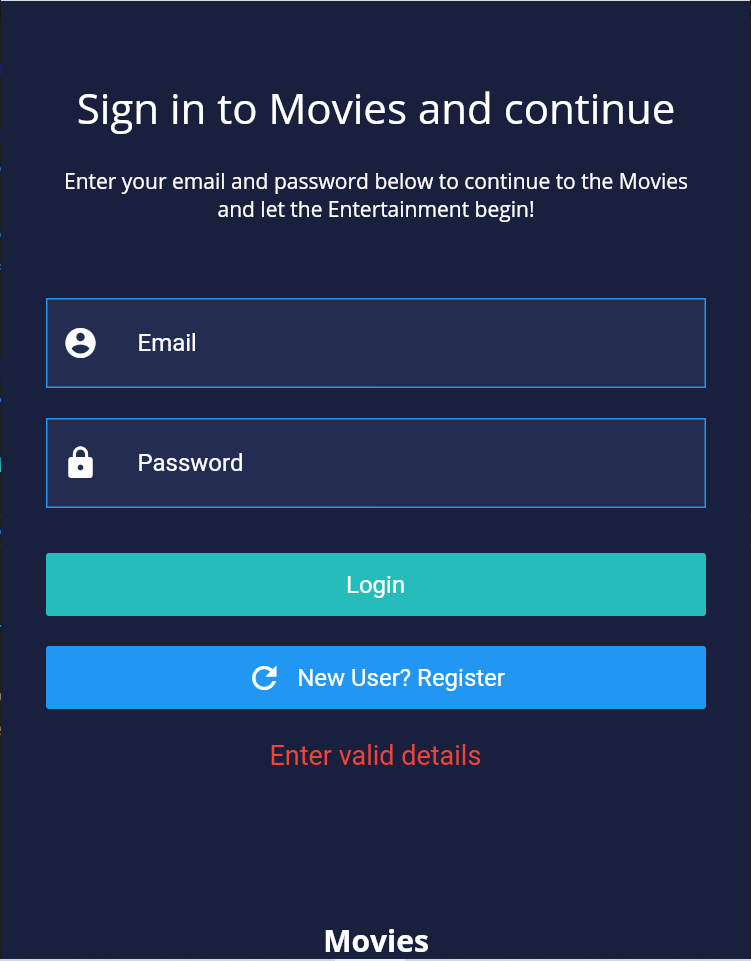 Sign in to Movies and continue
Enter your email and password below to continue to the Movies
and let the Entertainment begin!
Email
Password
Login
New User? Register
Enter valid details
Movies